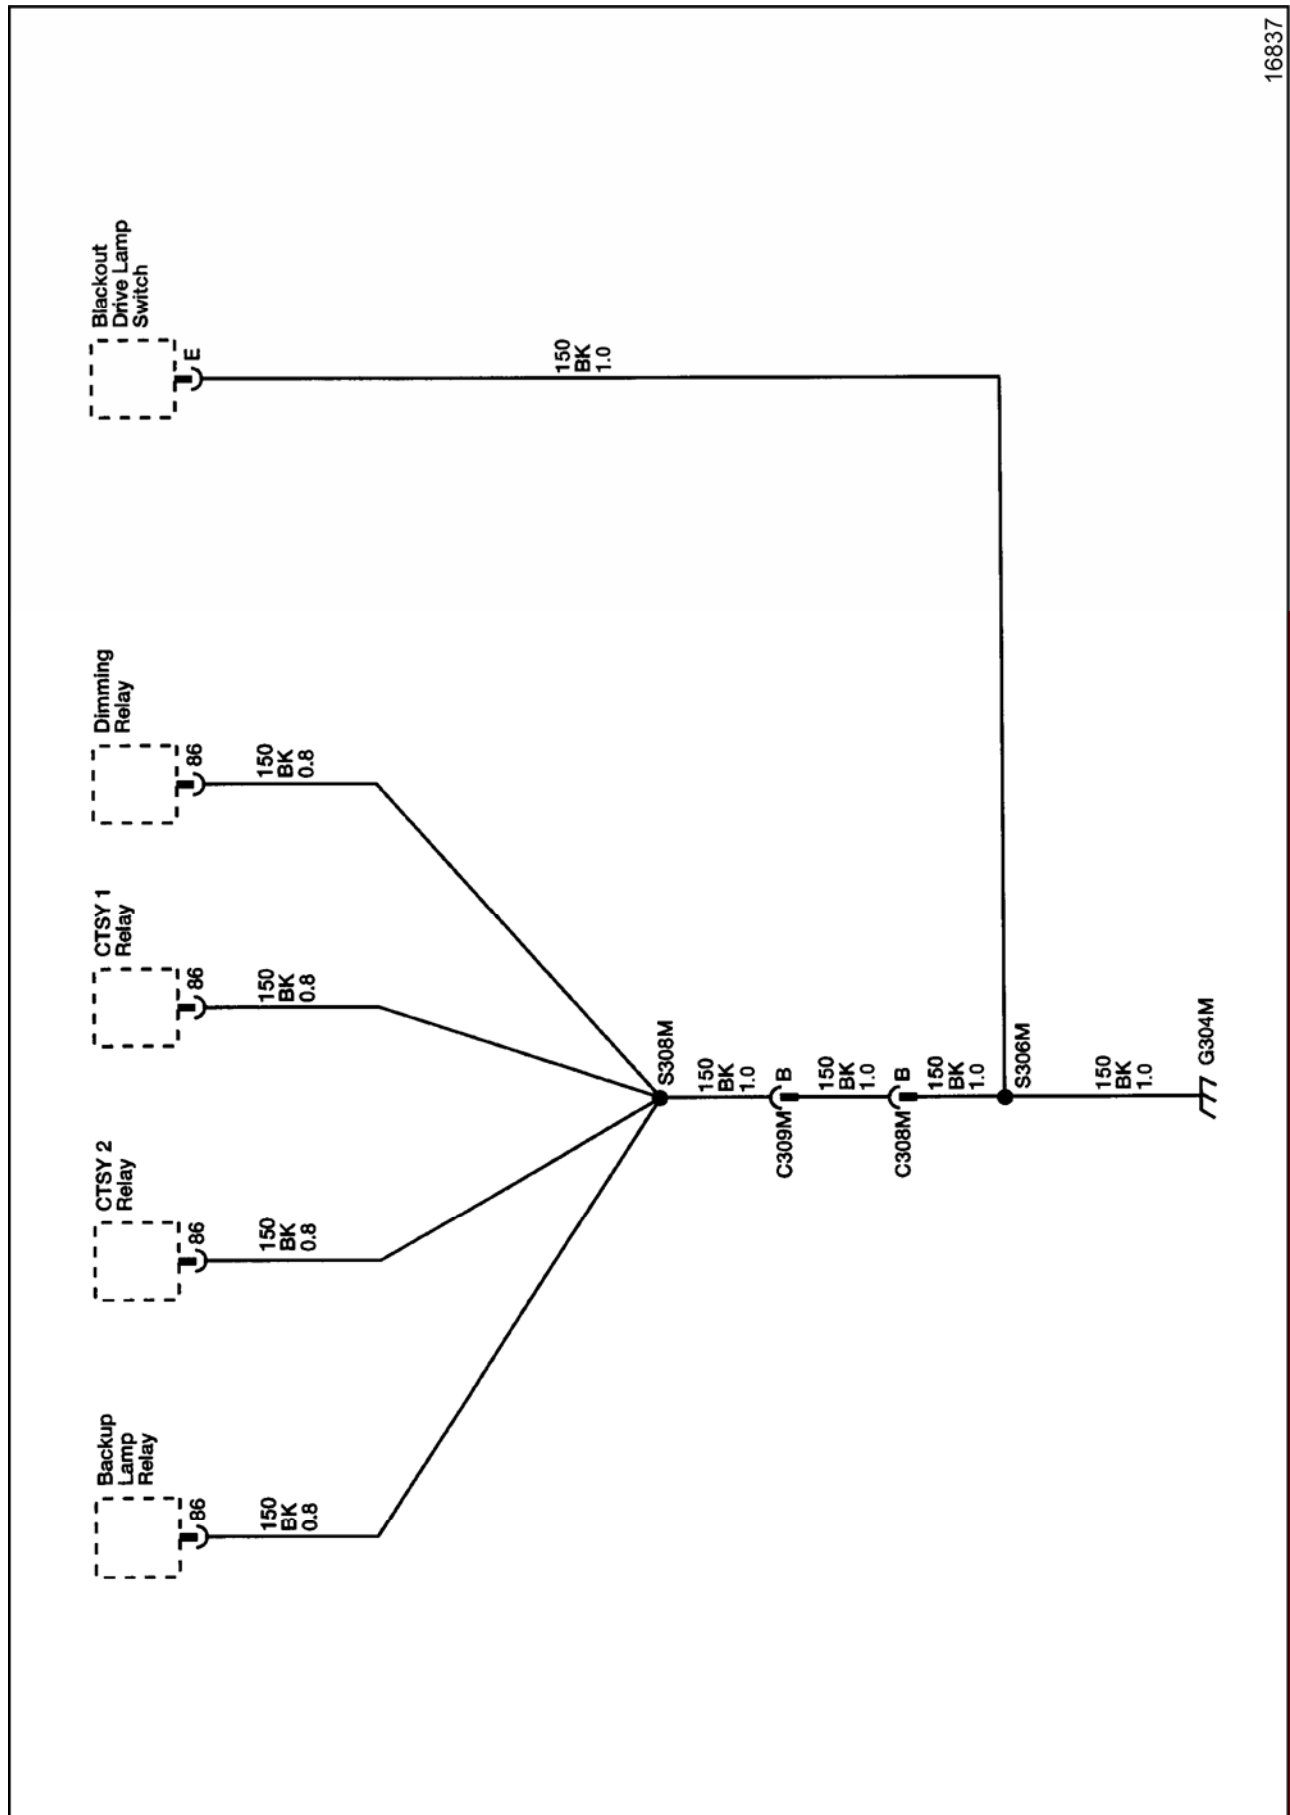 Backup
Lamp
Relay
86
150
BK
0.8
CTSY 2
Relay
86
150
BK
0.8
CTSY 1
Relay
86
150
BK
0.8
Dimming
Relay
86
150
BK
0.8
Blackout
Drive Lamp
Switch
E
150
BK
1.0
S308M
150
BK
1.0
C309M
B
150
BK
1.0
C308M
B
150
BK
1.0
S306M
150
BK
1.0
G304M
16837